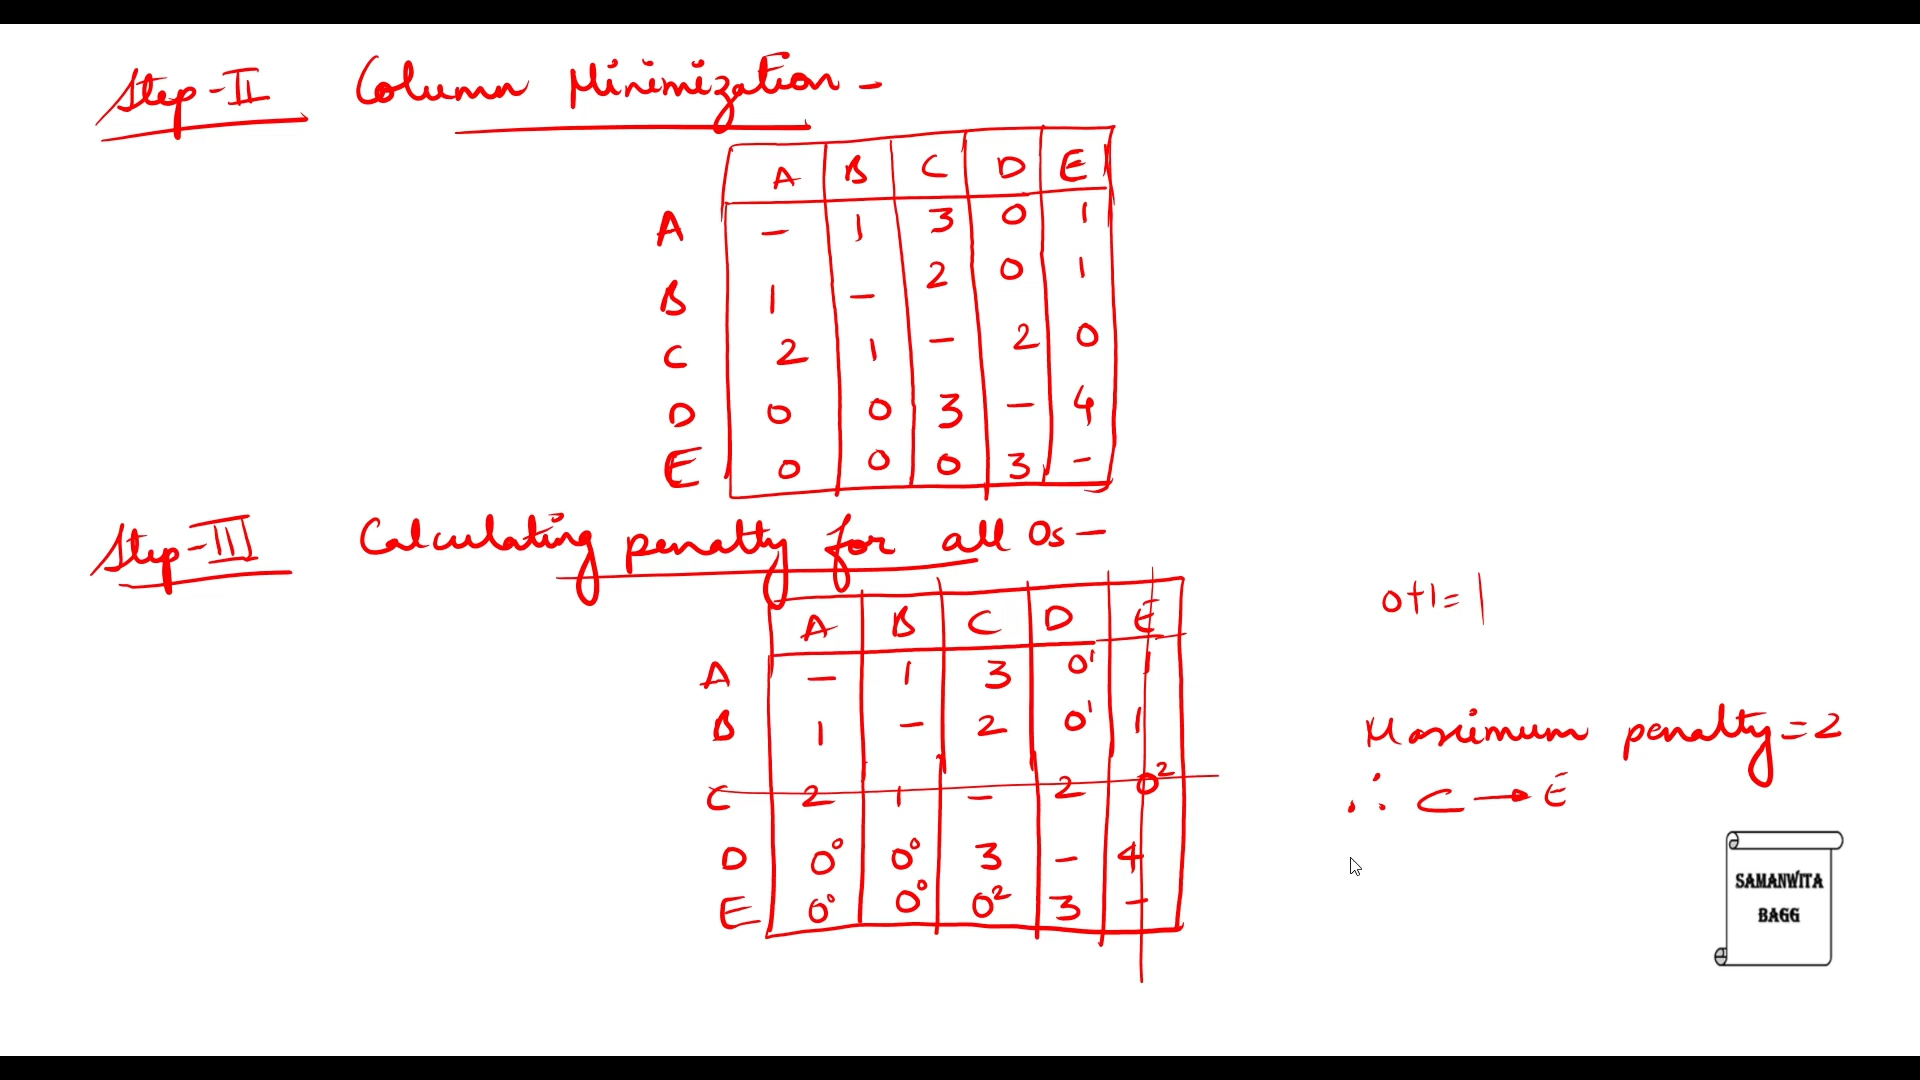 Step-II Column Minimization -
A B C D E
A - 1 3 0 1
B 1 - 2 0 1
C 2 1 - 2 0
D 0 0 3 - 4
E 0 0 0 3 -
Step-III Calculating penalty for all 0s -
A B C D E
A - 1 3 0¹ 1
B 1 - 2 0¹ 1
C 2 1 - 2 0²
D 0⁰ 0⁰ 3 - 4
E 0⁰ 0⁰ 0² 3 -
0+1=1
Maximum penalty = 2
∴ C → E
SAMANWITA
BAGG